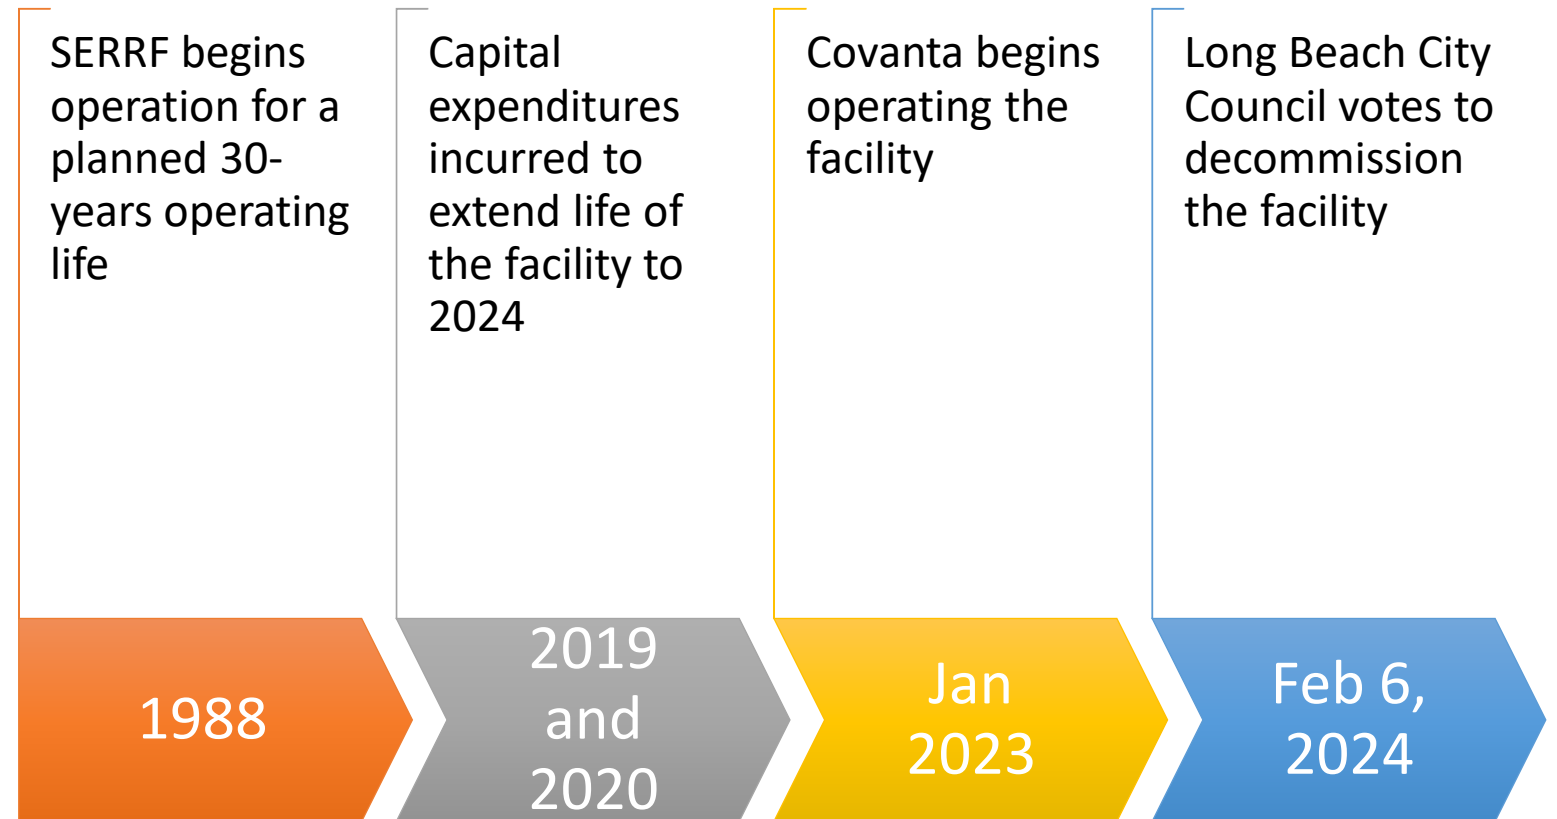 SERRF begins
operation for a
planned 30-
years operating
life
Capital
expenditures
incurred to
extend life of
the facility to
2024
Covanta begins
operating the
facility
Long Beach City
Council votes to
decommission
the facility
1988
2019
and
2020
Jan
2023
Feb 6,
2024